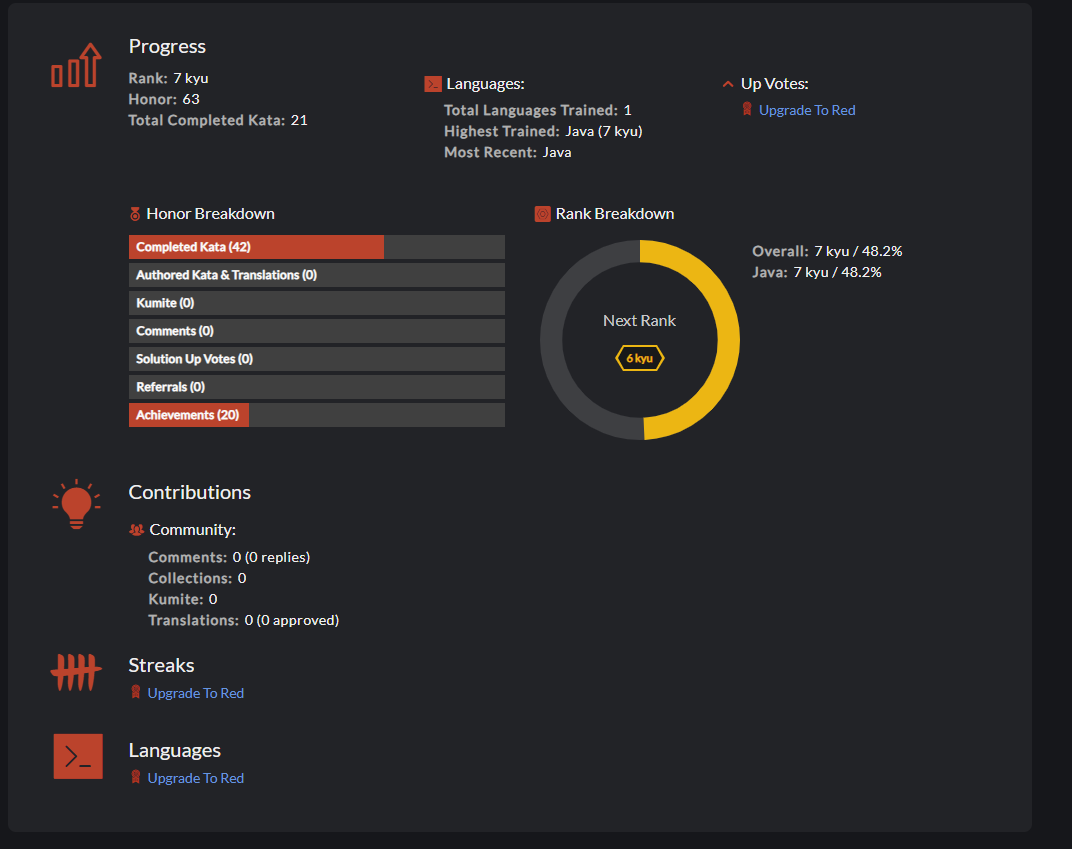 Progress
Rank: 7 kyu
Honor: 63
Total Completed Kata: 21
Languages:
Total Languages Trained: 1
Highest Trained: Java (7 kyu)
Most Recent: Java
Up Votes:
Upgrade To Red
Honor Breakdown
Completed Kata (42)
Authored Kata & Translations (0)
Kumite (0)
Comments (0)
Solution Up Votes (0)
Referrals (0)
Achievements (20)
Rank Breakdown
Next Rank
6 kyu
Overall: 7 kyu / 48.2%
Java: 7 kyu / 48.2%
Contributions
Community:
Comments: 0 (0 replies)
Collections: 0
Kumite: 0
Translations: 0 (0 approved)
Streaks
Upgrade To Red
Languages
Upgrade To Red